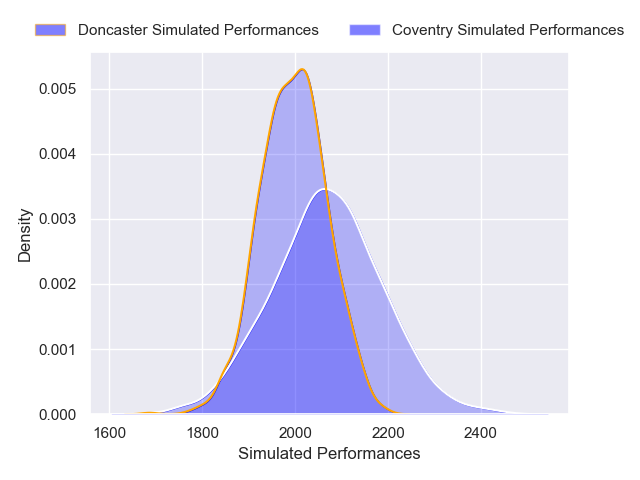 Doncaster Simulated Performances Coventry Simulated Performances
0.005
0.004
0.003
0.002
0.001
0.000
Density
1600 1800 2000 2200 2400
Simulated Performances